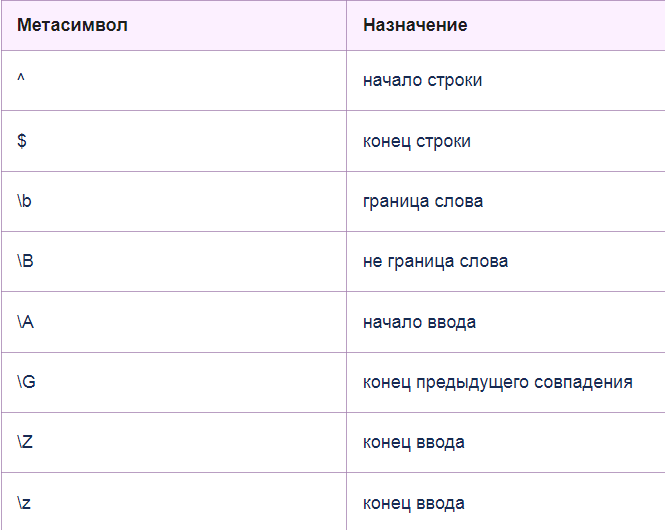 Метасимвол Назначение
^ начало строки
$ конец строки
\b граница слова
\B не граница слова
\A начало ввода
\G конец предыдущего совпадения
\Z конец ввода
\z конец ввода